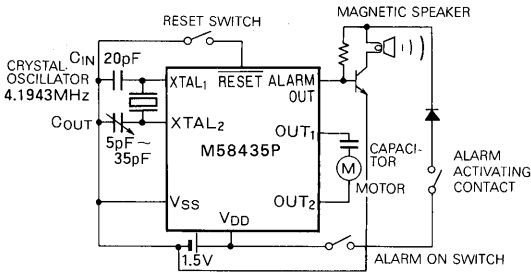 RESET SWITCH
MAGNETIC SPEAKER
CIN 20pF
CRYSTAL
OSCILLATOR
4.1943MHz
XTAL1
RESET
ALARM
OUT
COUT
XTAL2
5pF~
35pF
M58435P
OUT1
CAPACI-
TOR
M
MOTOR
ALARM
ACTIVATING
CONTACT
VSS
VDD
OUT2
1.5V
ALARM ON SWITCH